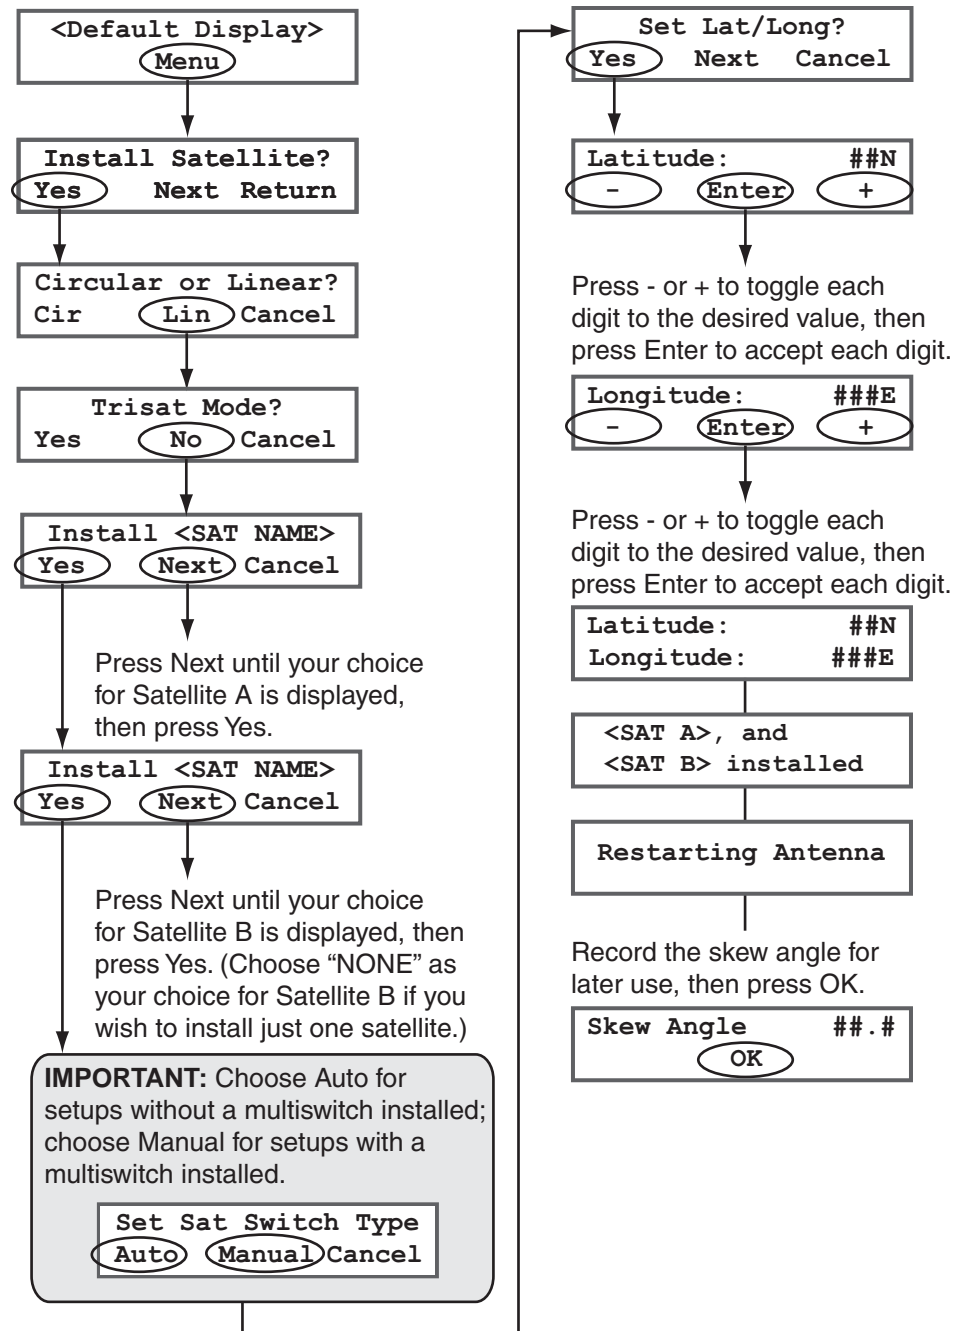 <Default Display>
Menu
Install Satellite?
Yes Next Return
Circular or Linear?
Cir Lin Cancel
Trisat Mode?
Yes No Cancel
Install <SAT NAME>
Yes Next Cancel
Press Next until your choice
for Satellite A is displayed,
then press Yes.
Install <SAT NAME>
Yes Next Cancel
Press Next until your choice
for Satellite B is displayed, then
press Yes. (Choose “NONE” as
your choice for Satellite B if you
wish to install just one satellite.)
IMPORTANT: Choose Auto for
setups without a multiswitch installed;
choose Manual for setups with a
multiswitch installed.
Set Sat Switch Type
Auto Manual Cancel
Set Lat/Long?
Yes Next Cancel
Latitude: ##N
- Enter +
Press - or + to toggle each
digit to the desired value, then
press Enter to accept each digit.
Longitude: ###E
- Enter +
Press - or + to toggle each
digit to the desired value, then
press Enter to accept each digit.
Latitude: ##N
Longitude: ###E
<SAT A>, and
<SAT B> installed
Restarting Antenna
Record the skew angle for
later use, then press OK.
Skew Angle ##.#
OK